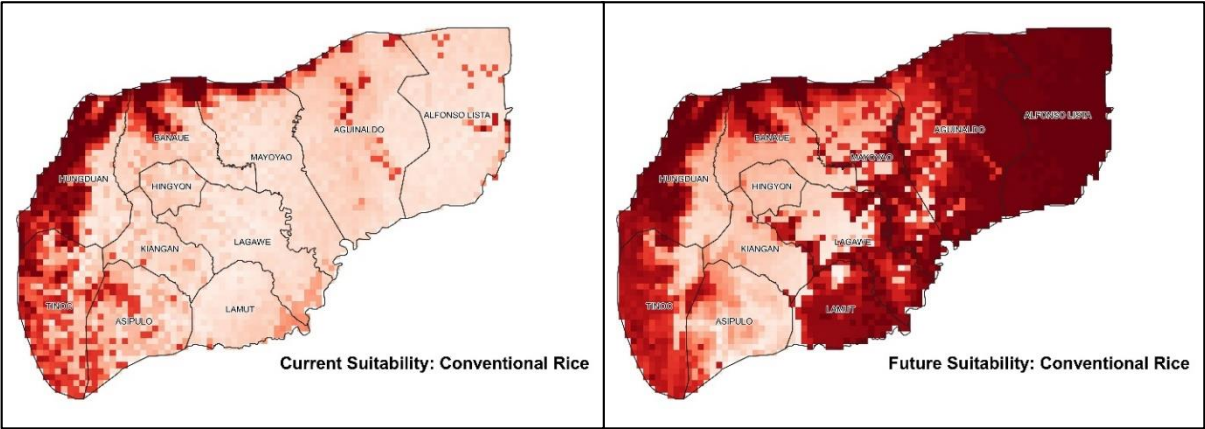 BANAUE
MAYOYAO
AGUINALDO
ALFONSO LISTA
HUNGDUAN
HINGYON
KIANGAN
LAGAWE
TINOC
ASIPULO
LAMUT
Current Suitability: Conventional Rice
BANAUE
MAYOYAO
AGUINALDO
ALFONSO LISTA
HUNGDUAN
HINGYON
KIANGAN
LAGAWE
TINOC
ASIPULO
LAMUT
Future Suitability: Conventional Rice